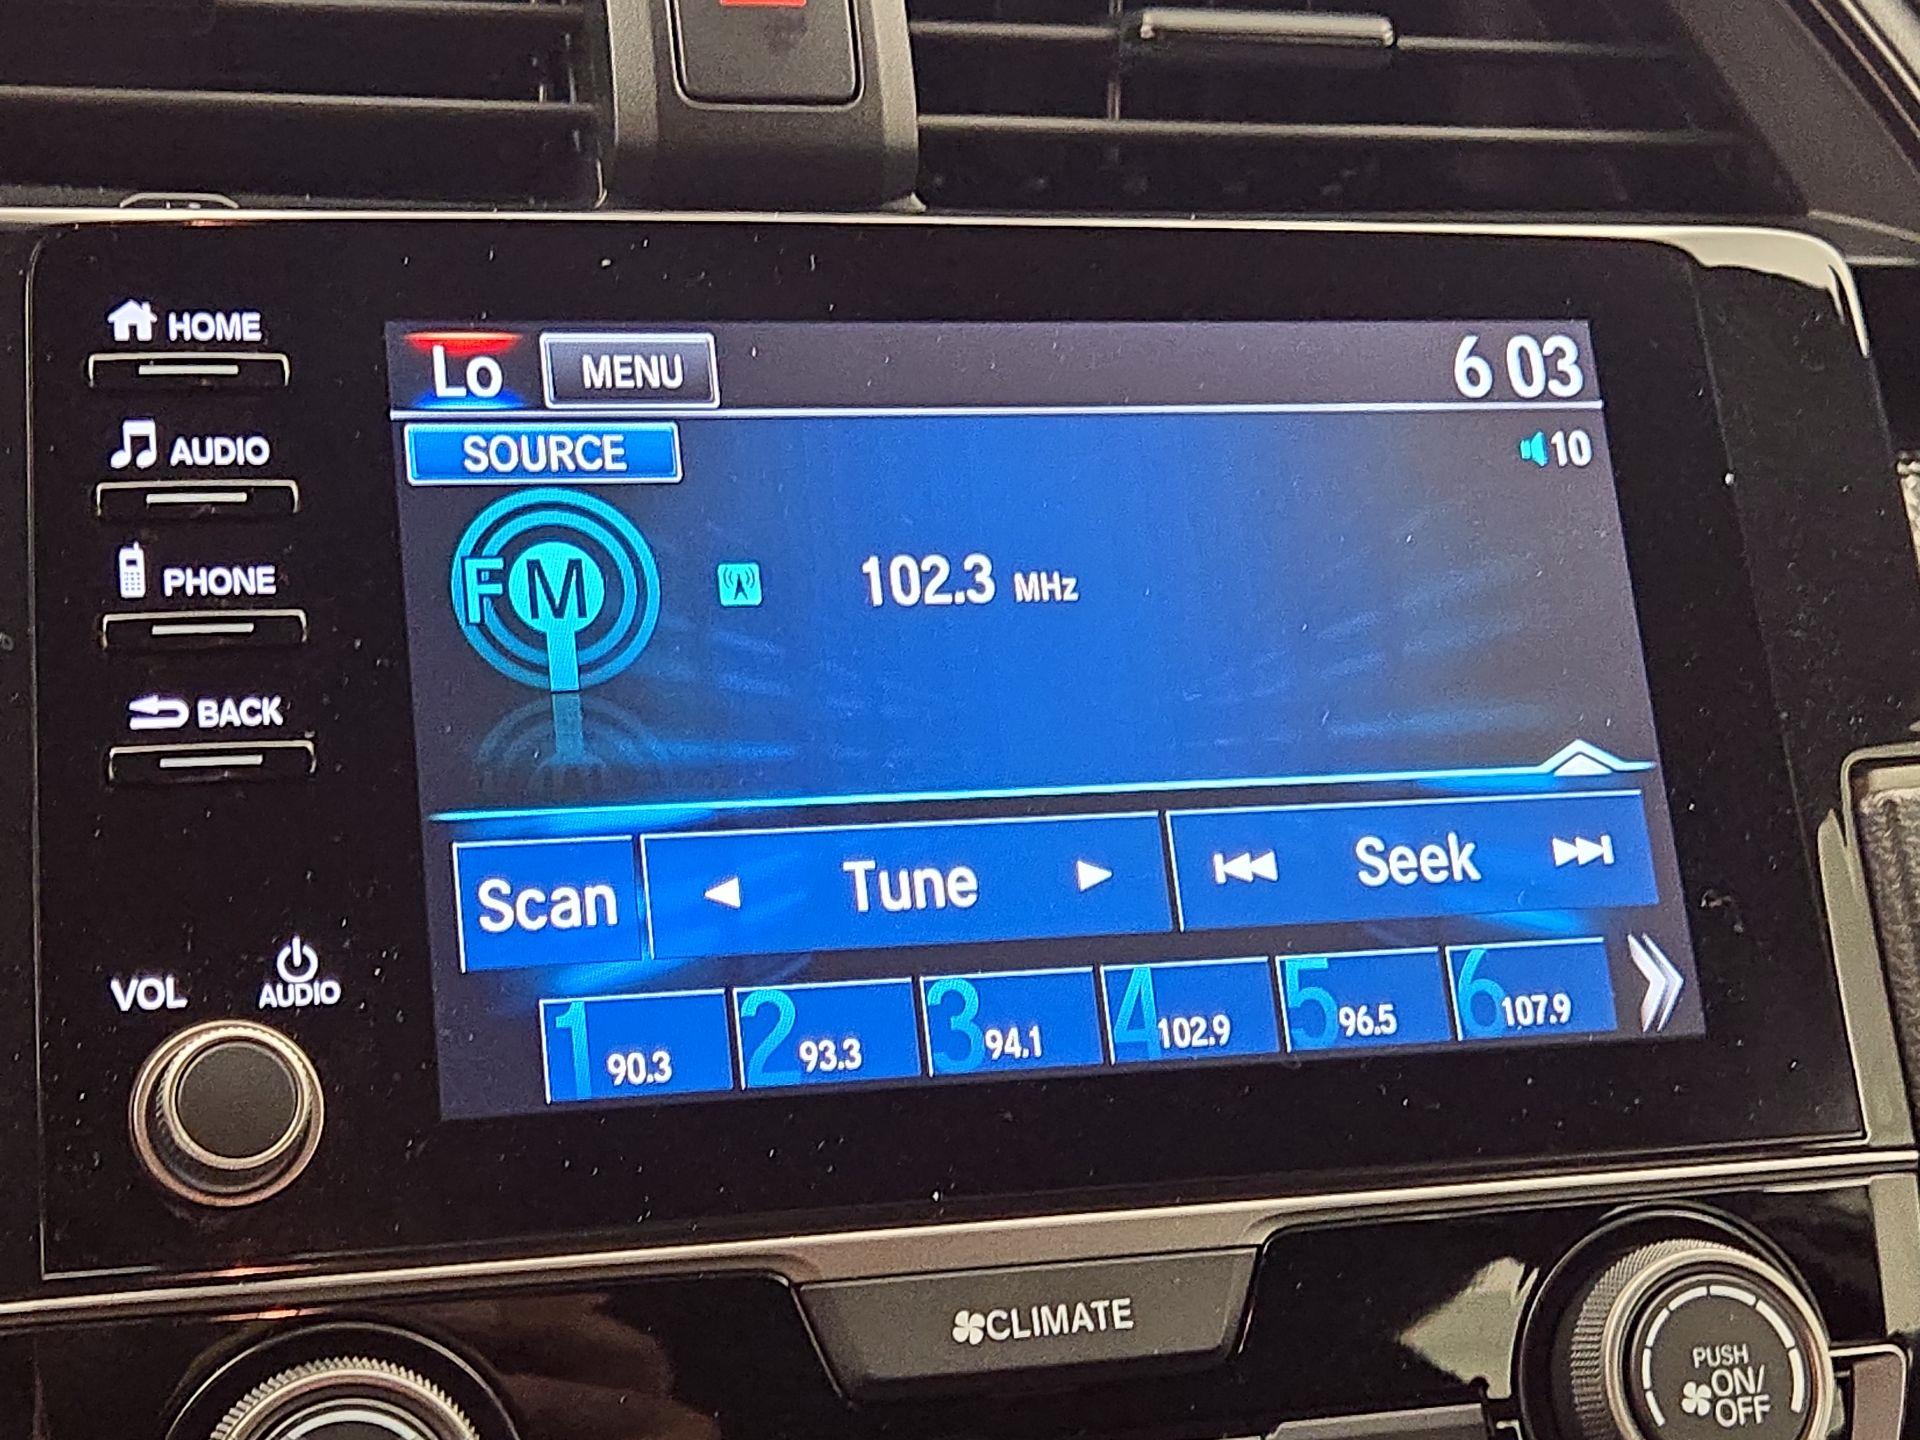 HOME
AUDIO
PHONE
BACK
VOL
AUDIO
Lo MENU 6 03
SOURCE 10
FM 102.3 MHz
Scan Tune Seek
1 90.3 2 93.3 3 94.1 4 102.9 5 96.5 6 107.9
CLIMATE
PUSH
ON/
OFF